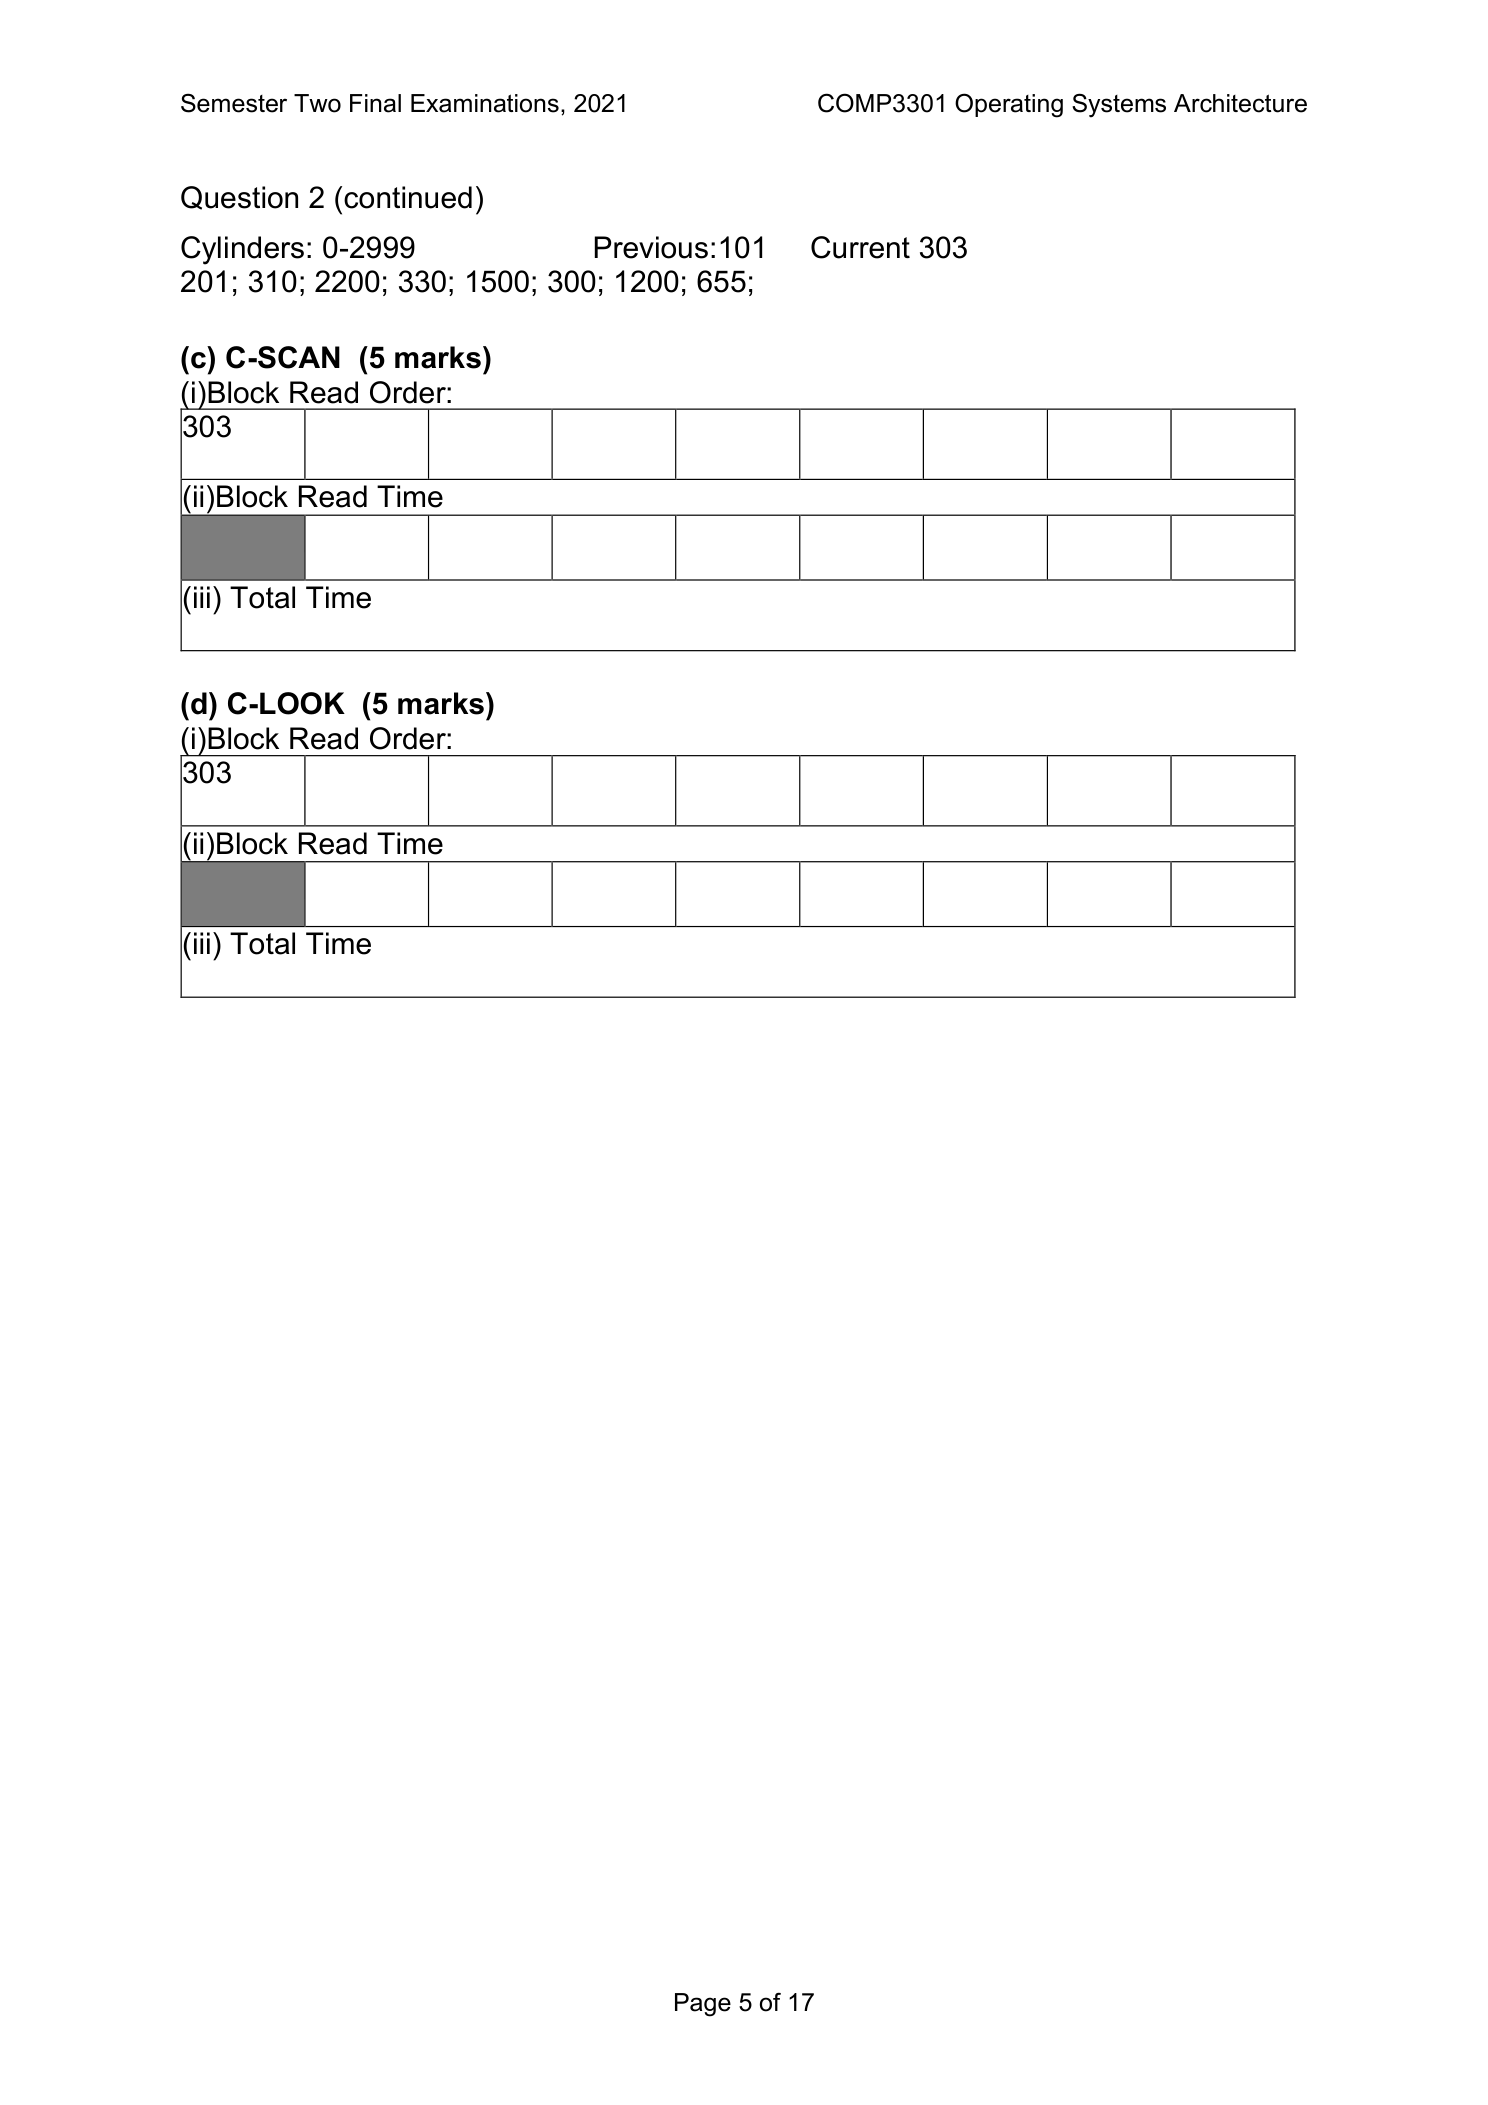 Semester Two Final Examinations, 2021 COMP3301 Operating Systems Architecture
Question 2 (continued)
Cylinders: 0-2999 Previous:101 Current 303
201; 310; 2200; 330; 1500; 300; 1200; 655;
(c) C-SCAN (5 marks)
(i)Block Read Order:
303
(ii)Block Read Time
(iii) Total Time
(d) C-LOOK (5 marks)
(i)Block Read Order:
303
(ii)Block Read Time
(iii) Total Time
Page 5 of 17